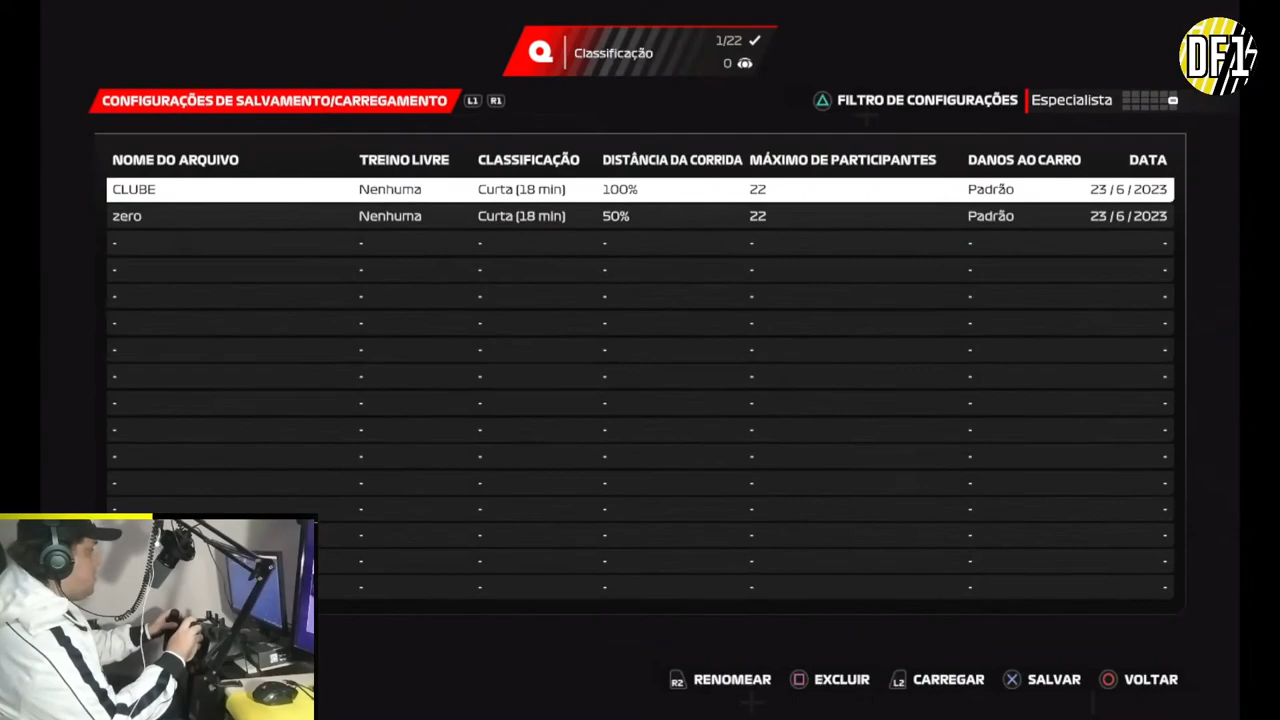 Q Classificação 1/22
0
DF1
CONFIGURAÇÕES DE SALVAMENTO/CARREGAMENTO L1 R1
FILTRO DE CONFIGURAÇÕES Especialista
NOME DO ARQUIVO TREINO LIVRE CLASSIFICAÇÃO DISTÂNCIA DA CORRIDA MÁXIMO DE PARTICIPANTES DANOS AO CARRO DATA
CLUBE Nenhuma Curta (18 min) 100% 22 Padrão 23/6/2023
zero Nenhuma Curta (18 min) 50% 22 Padrão 23/6/2023
- - - - - - -
- - - - - - -
- - - - - - -
- - - - - - -
- - - - - - -
- - - - - - -
- - - - - - -
- - - - - - -
- - - - - - -
- - - - - - -
- - - - - - -
- - - - - -
- - - - - -
- - - - - -
R2 RENOMEAR EXCLUIR L2 CARREGAR SALVAR VOLTAR